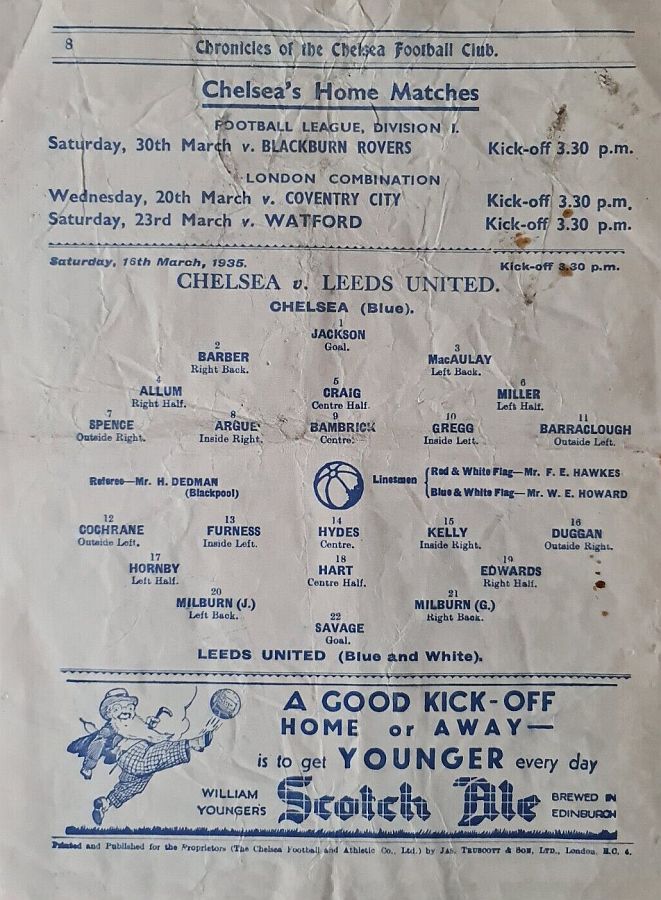 8 Chronicles of the Chelsea Football Club.
Chelsea's Home Matches
FOOTBALL LEAGUE, DIVISION I.
Saturday, 30th March v. BLACKBURN ROVERS Kick-off 3.30 p.m.
LONDON COMBINATION
Wednesday, 20th March v. COVENTRY CITY Kick-off 3.30 p.m.
Saturday, 23rd March v. WATFORD Kick-off 3.30 p.m.
Saturday, 16th March, 1935. Kick-off 3.30 p.m.
CHELSEA v. LEEDS UNITED.
CHELSEA (Blue).
1
JACKSON
Goal.
2 3
BARBER MacAULAY
Right Back. Left Back.
4 5 6
ALLUM CRAIG MILLER
Right Half. Centre Half. Left Half.
7 8 9 10 11
SPENCE ARGUE BAMBRICK GREGG BARRACLOUGH
Outside Right. Inside Right. Centre. Inside Left. Outside Left.
Referee—Mr. H. DEDMAN
(Blackpool)
Linesmen
Red & White Flag—Mr. F. E. HAWKES
Blue & White Flag—Mr. W. E. HOWARD
12 13 14 15 16
COCHRANE FURNESS HYDES KELLY DUGGAN
Outside Left. Inside Left. Centre. Inside Right. Outside Right.
17 18 19
HORNBY HART EDWARDS
Left Half. Centre Half. Right Half.
20 21
MILBURN (J.) MILBURN (G.)
Left Back. Right Back.
22
SAVAGE
Goal.
LEEDS UNITED (Blue and White).
A GOOD KICK-OFF
HOME or AWAY—
is to get YOUNGER every day
WILLIAM YOUNGER'S Scotch Ale BREWED IN EDINBURGH
Printed and Published for the Proprietors (The Chelsea Football and Athletic Co., Ltd.) by JAS. TRUSCOTT & SON, LTD., London, E.C. 4.